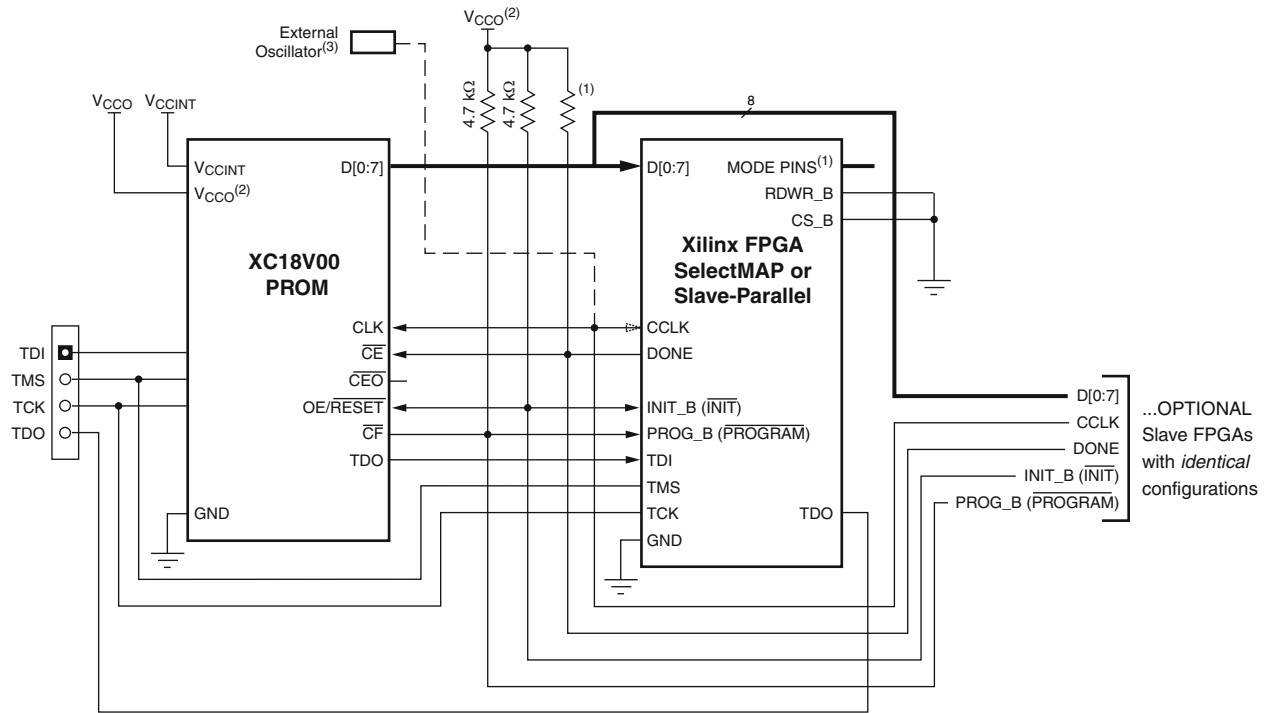 External
Oscillator(3)
VCCO(2)
4.7 kΩ
4.7 kΩ
(1)
8
VCCO
VCCINT
VCCINT
VCCO(2)
D[0:7]
XC18V00
PROM
CLK
CE
CEO
OE/RESET
CF
TDO
GND
TDI
TMS
TCK
TDO
D[0:7]
MODE PINS(1)
RDWR_B
CS_B
Xilinx FPGA
SelectMAP or
Slave-Parallel
CCLK
DONE
INIT_B (INIT)
PROG_B (PROGRAM)
TDI
TMS
TCK
TDO
GND
D[0:7]
CCLK
DONE
INIT_B (INIT)
PROG_B (PROGRAM)
...OPTIONAL
Slave FPGAs
with identical
configurations